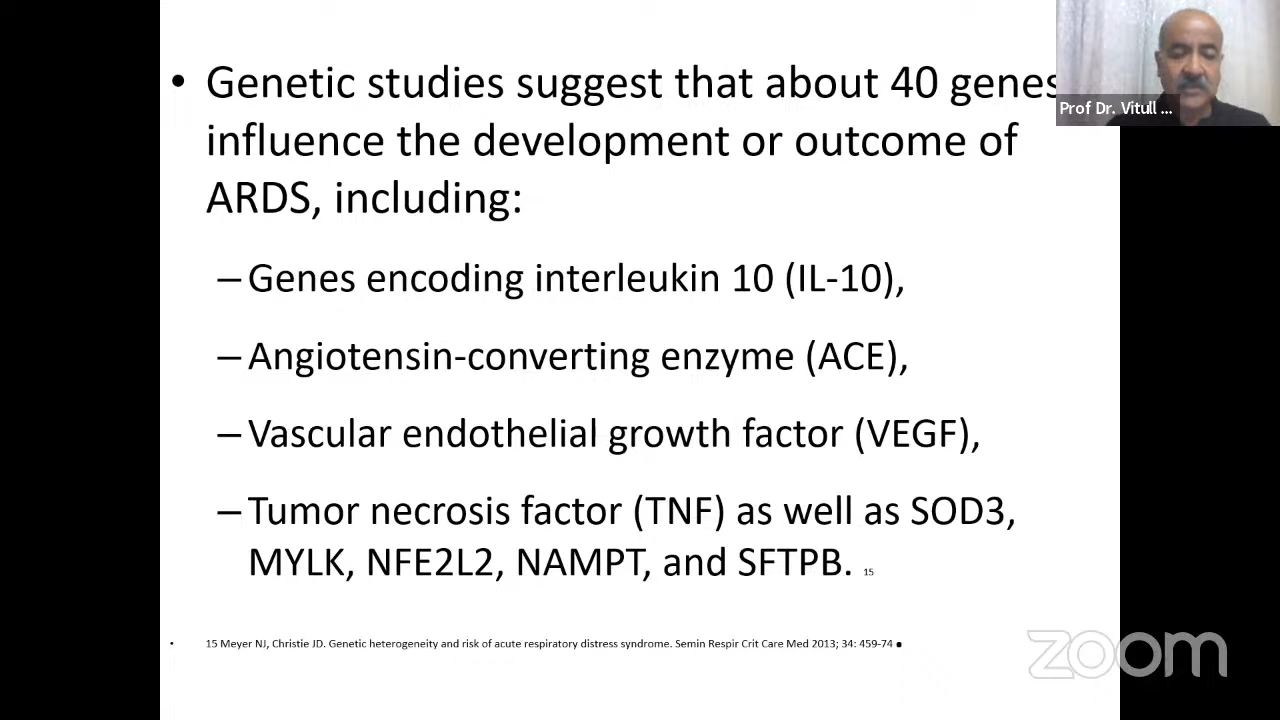 • Genetic studies suggest that about 40 genes
influence the development or outcome of
ARDS, including:
– Genes encoding interleukin 10 (IL-10),
– Angiotensin-converting enzyme (ACE),
– Vascular endothelial growth factor (VEGF),
– Tumor necrosis factor (TNF) as well as SOD3,
MYLK, NFE2L2, NAMPT, and SFTPB. 15
• 15 Meyer NJ, Christie JD. Genetic heterogeneity and risk of acute respiratory distress syndrome. Semin Respir Crit Care Med 2013; 34: 459-74 •
Prof Dr. Vitull ...
zoom